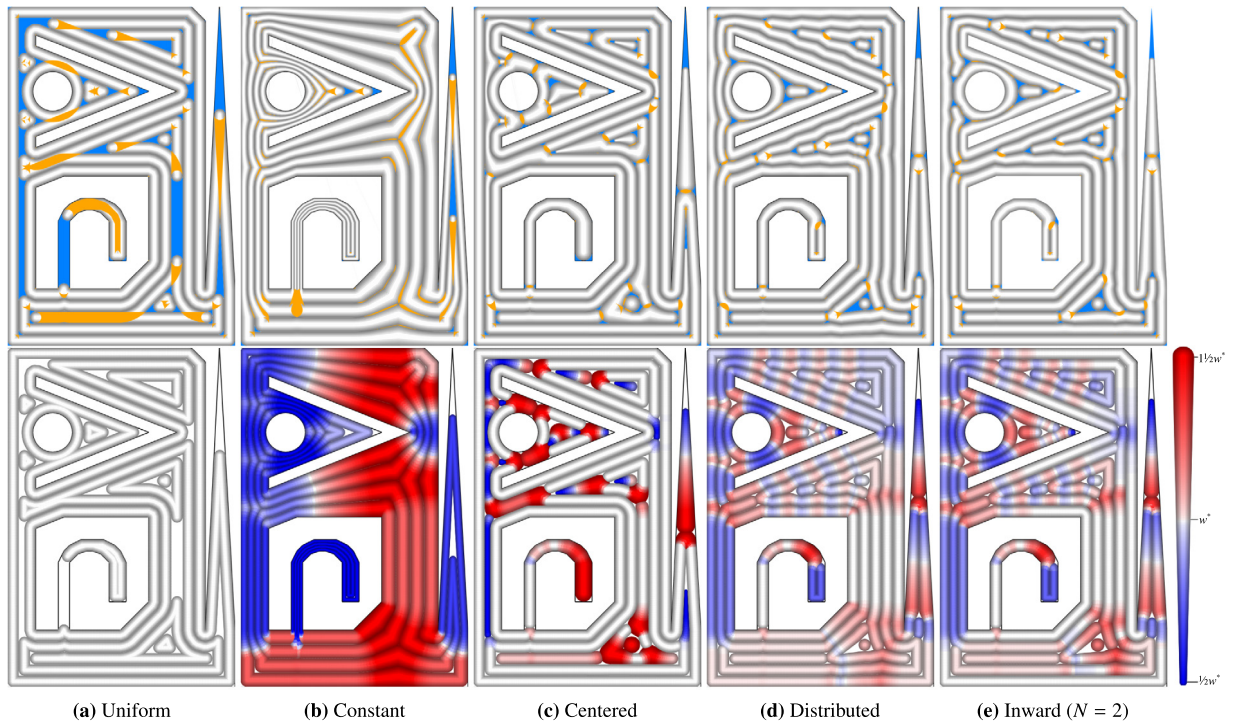 1½w*
w*
½w*
(a) Uniform
(b) Constant
(c) Centered
(d) Distributed
(e) Inward (N = 2)